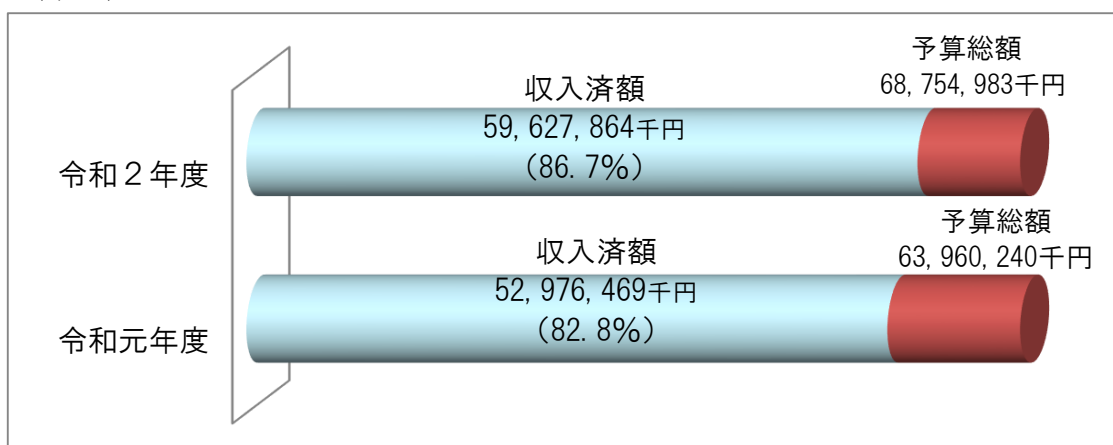 予算総額
68,754,983千円
収入済額
59,627,864千円
(86.7%)
令和２年度
予算総額
63,960,240千円
収入済額
52,976,469千円
(82.8%)
令和元年度